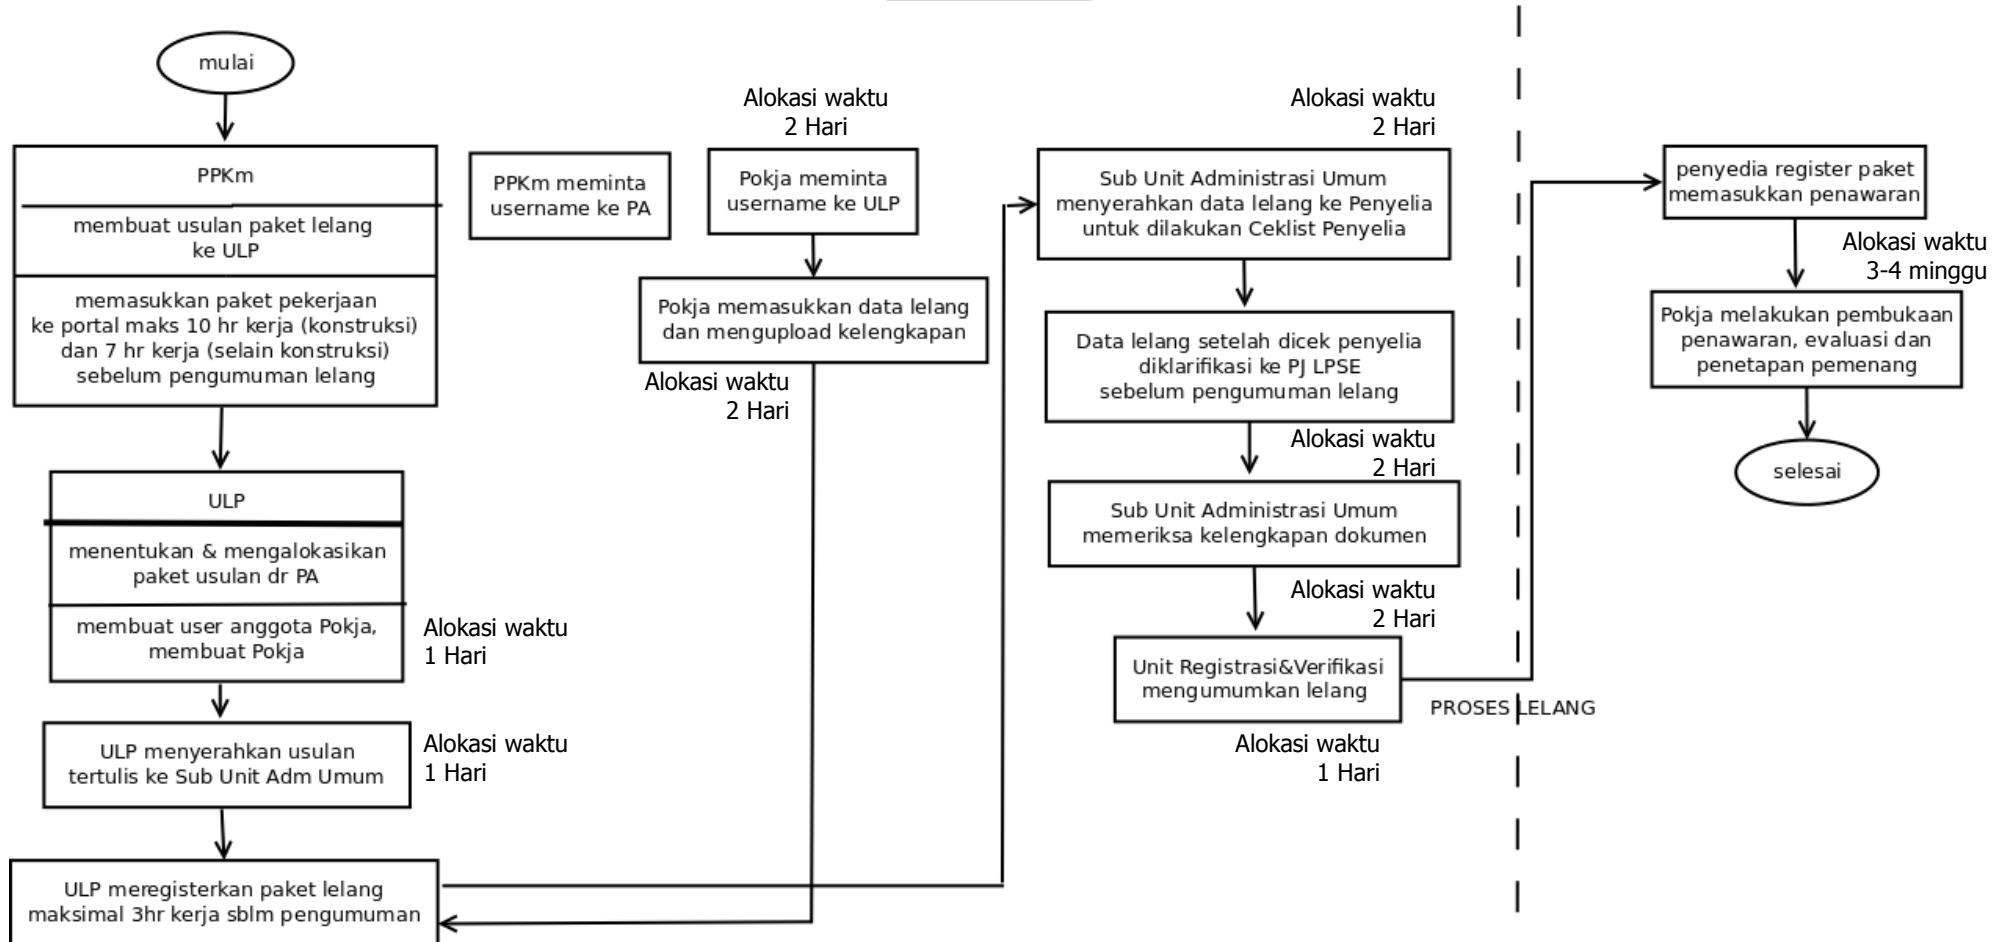 mulai
PPKm
membuat usulan paket lelang
ke ULP
memasukkan paket pekerjaan
ke portal maks 10 hr kerja (konstruksi)
dan 7 hr kerja (selain konstruksi)
sebelum pengumuman lelang
ULP
menentukan & mengalokasikan
paket usulan dr PA
membuat user anggota Pokja,
membuat Pokja
Alokasi waktu
1 Hari
ULP menyerahkan usulan
tertulis ke Sub Unit Adm Umum
Alokasi waktu
1 Hari
ULP meregisterkan paket lelang
maksimal 3hr kerja sblm pengumuman
PPKm meminta
username ke PA
Alokasi waktu
2 Hari
Pokja meminta
username ke ULP
Pokja memasukkan data lelang
dan mengupload kelengkapan
Alokasi waktu
2 Hari
Alokasi waktu
2 Hari
Sub Unit Administrasi Umum
menyerahkan data lelang ke Penyelia
untuk dilakukan Ceklist Penyelia
Data lelang setelah dicek penyelia
diklarifikasi ke PJ LPSE
sebelum pengumuman lelang
Alokasi waktu
2 Hari
Sub Unit Administrasi Umum
memeriksa kelengkapan dokumen
Alokasi waktu
2 Hari
Unit Registrasi&Verifikasi
mengumumkan lelang
PROSES LELANG
Alokasi waktu
1 Hari
penyedia register paket
memasukkan penawaran
Alokasi waktu
3-4 minggu
Pokja melakukan pembukaan
penawaran, evaluasi dan
penetapan pemenang
selesai